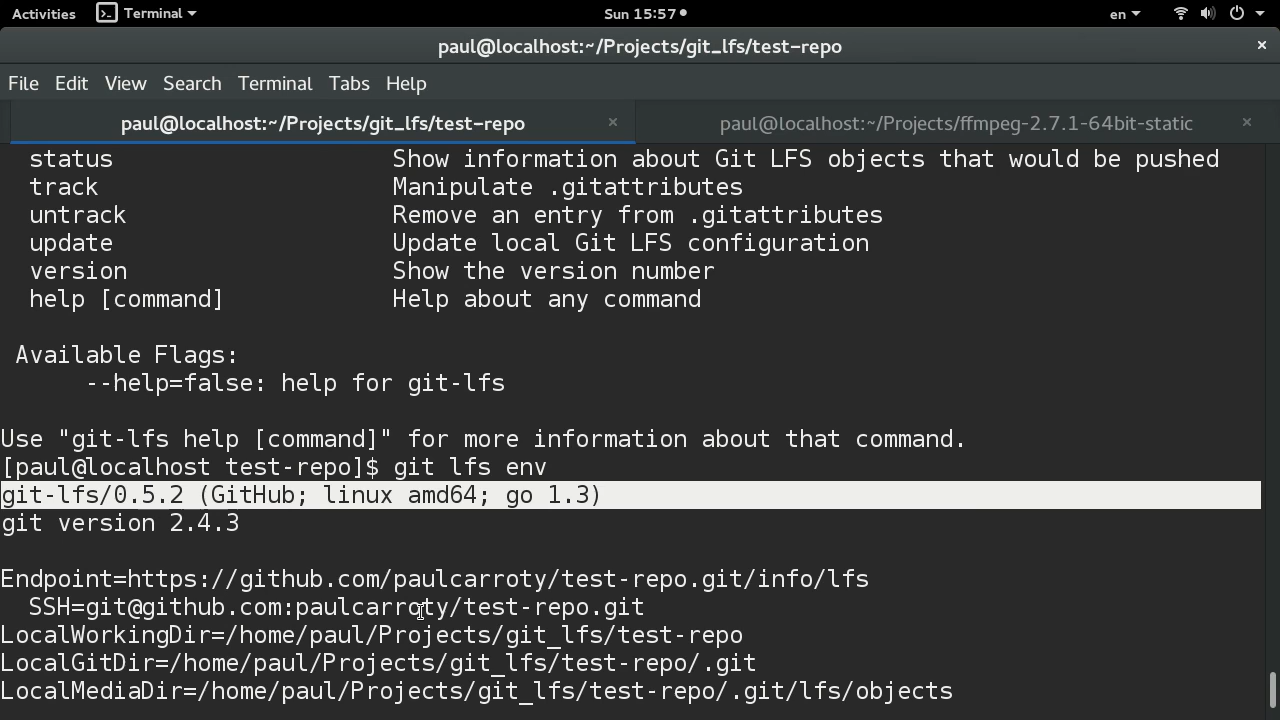 Activities Terminal Sun 15:57 en
paul@localhost:~/Projects/git_lfs/test-repo ×
File Edit View Search Terminal Tabs Help
paul@localhost:~/Projects/git_lfs/test-repo × paul@localhost:~/Projects/ffmpeg-2.7.1-64bit-static ×
status Show information about Git LFS objects that would be pushed
track Manipulate .gitattributes
untrack Remove an entry from .gitattributes
update Update local Git LFS configuration
version Show the version number
help [command] Help about any command
Available Flags:
--help=false: help for git-lfs
Use "git-lfs help [command]" for more information about that command.
[paul@localhost test-repo]$ git lfs env
git-lfs/0.5.2 (GitHub; linux amd64; go 1.3)
git version 2.4.3
Endpoint=https://github.com/paulcarroty/test-repo.git/info/lfs
SSH=git@github.com:paulcarroty/test-repo.git
LocalWorkingDir=/home/paul/Projects/git_lfs/test-repo
LocalGitDir=/home/paul/Projects/git_lfs/test-repo/.git
LocalMediaDir=/home/paul/Projects/git_lfs/test-repo/.git/lfs/objects